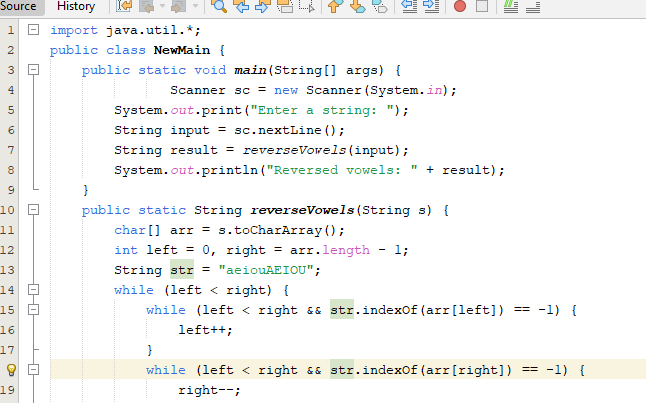 Source History
1 import java.util.*;
2 public class NewMain {
3 public static void main(String[] args) {
4 Scanner sc = new Scanner(System.in);
5 System.out.print("Enter a string: ");
6 String input = sc.nextLine();
7 String result = reverseVowels(input);
8 System.out.println("Reversed vowels: " + result);
9 }
10 public static String reverseVowels(String s) {
11 char[] arr = s.toCharArray();
12 int left = 0, right = arr.length - 1;
13 String str = "aeiouAEIOU";
14 while (left < right) {
15 while (left < right && str.indexOf(arr[left]) == -1) {
16 left++;
17 }
while (left < right && str.indexOf(arr[right]) == -1) {
19 right--;